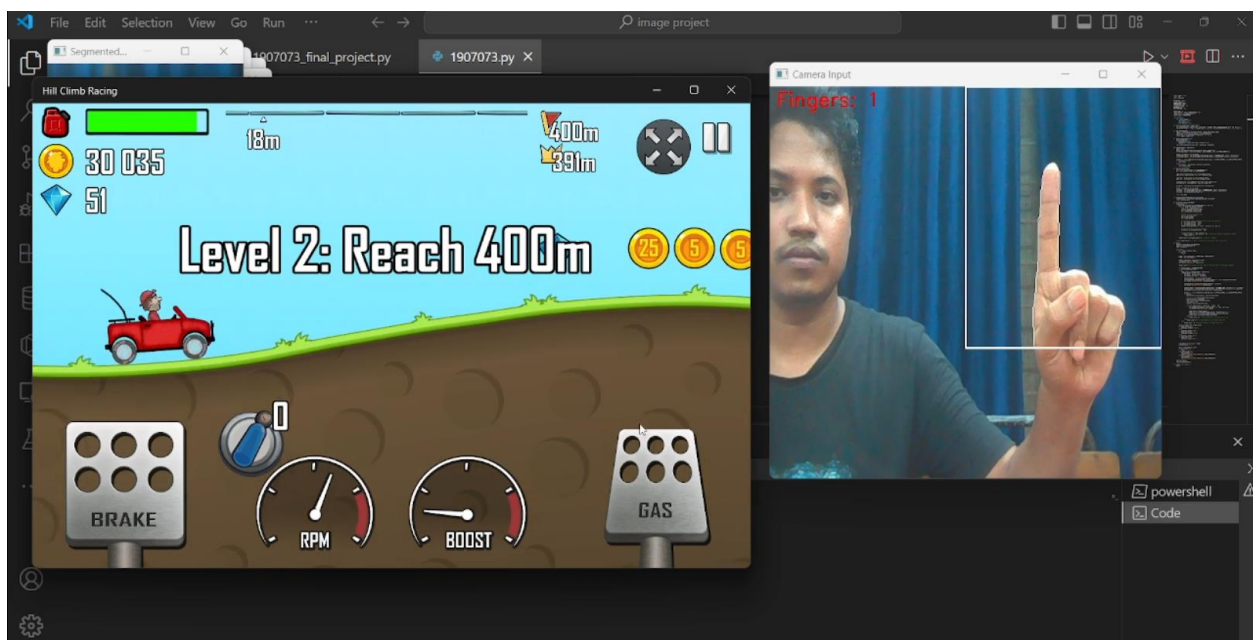 File Edit Selection View Go Run ··· image project
Segmented...
1907073_final_project.py
1907073.py
Hill Climb Racing
Camera Input
Fingers: 1
18m
400m
391m
30 035
51
Level 2: Reach 400m
25 5 5
0
BRAKE
RPM
BOOST
GAS
powershell
Code